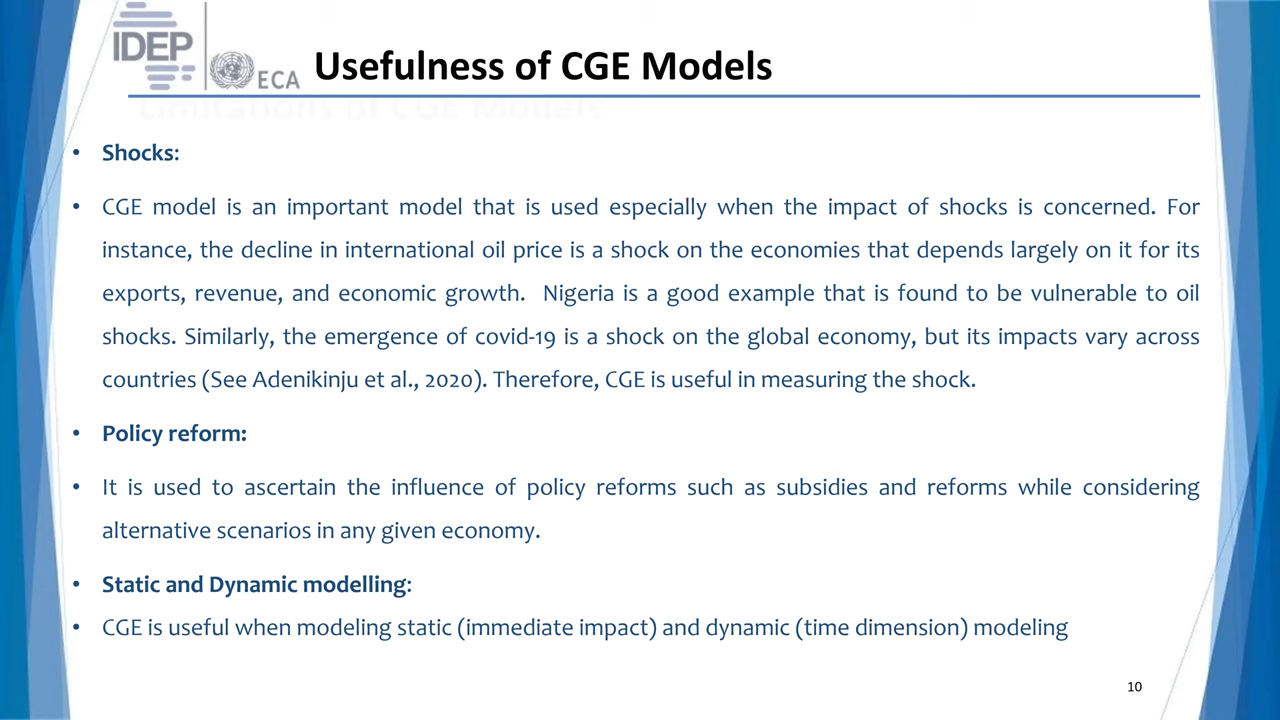 IDEP
ECA
Usefulness of CGE Models
Limitations of CGE Models
• Shocks:
• CGE model is an important model that is used especially when the impact of shocks is concerned. For
instance, the decline in international oil price is a shock on the economies that depends largely on it for its
exports, revenue, and economic growth. Nigeria is a good example that is found to be vulnerable to oil
shocks. Similarly, the emergence of covid-19 is a shock on the global economy, but its impacts vary across
countries (See Adenikinju et al., 2020). Therefore, CGE is useful in measuring the shock.
• Policy reform:
• It is used to ascertain the influence of policy reforms such as subsidies and reforms while considering
alternative scenarios in any given economy.
• Static and Dynamic modelling:
• CGE is useful when modeling static (immediate impact) and dynamic (time dimension) modeling
10